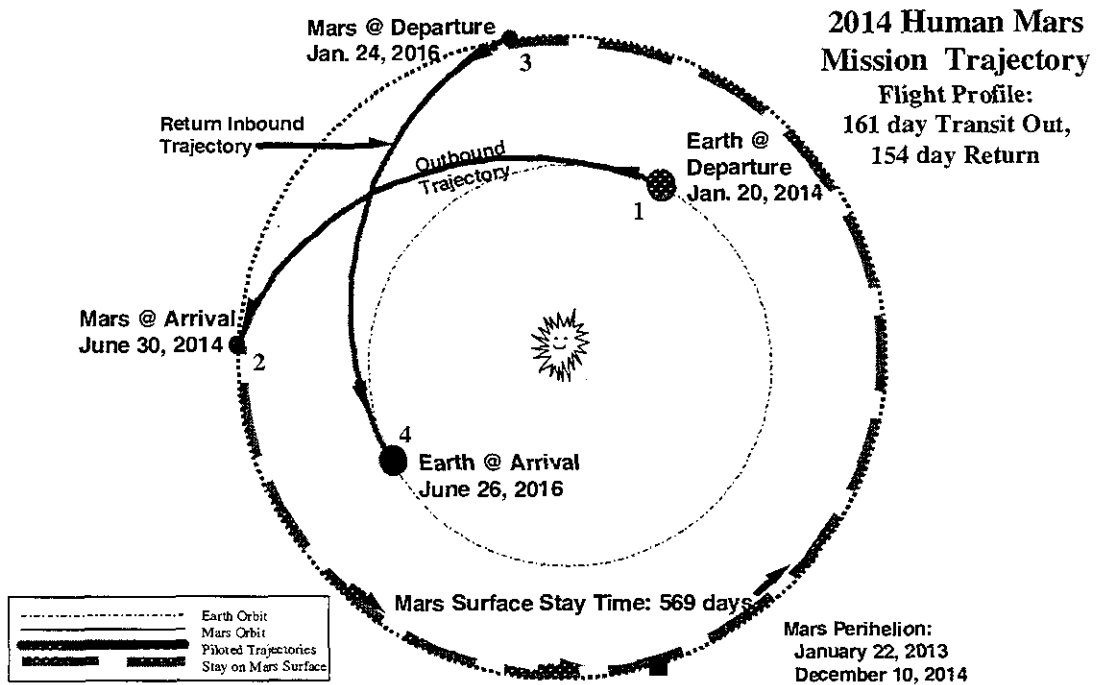 2014 Human Mars
Mission Trajectory
Flight Profile:
161 day Transit Out,
154 day Return
Mars @ Departure
Jan. 24, 2016
3
Return Inbound
Trajectory
Outbound
Trajectory
Earth @
Departure
Jan. 20, 2014
1
Mars @ Arrival
June 30, 2014
2
4
Earth @ Arrival
June 26, 2016
Mars Surface Stay Time: 569 days
Earth Orbit
Mars Orbit
Piloted Trajectories
Stay on Mars Surface
Mars Perihelion:
January 22, 2013
December 10, 2014